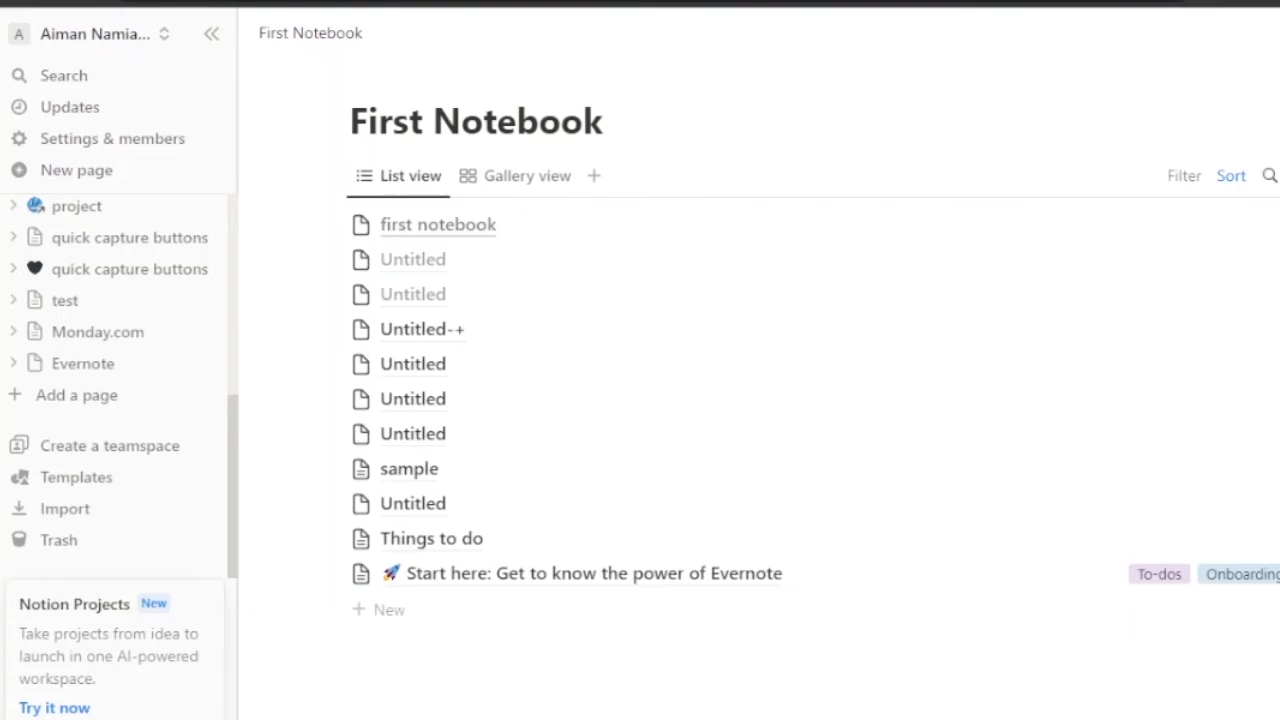 A Aiman Namia...
Search
Updates
Settings & members
New page
project
quick capture buttons
quick capture buttons
test
Monday.com
Evernote
Add a page
Create a teamspace
Templates
Import
Trash
Notion Projects New
Take projects from idea to
launch in one AI-powered
workspace.
Try it now
First Notebook
First Notebook
List view Gallery view +
Filter Sort
first notebook
Untitled
Untitled
Untitled-+
Untitled
Untitled
Untitled
sample
Untitled
Things to do
🚀 Start here: Get to know the power of Evernote To-dos Onboarding
+ New